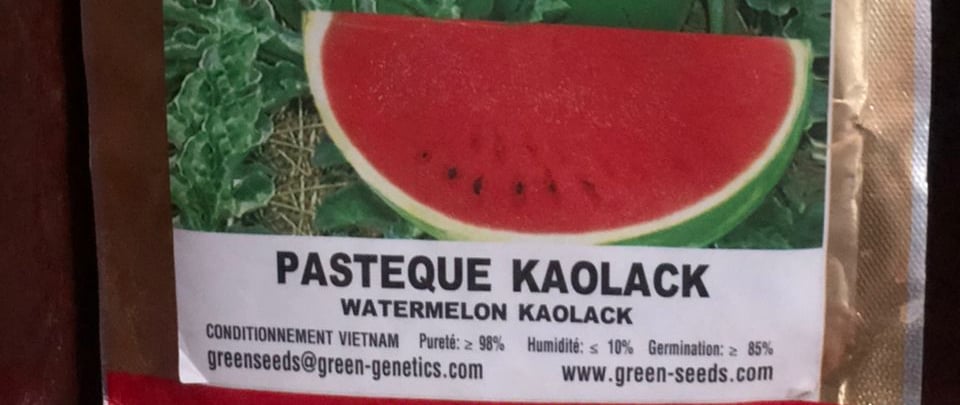 PASTEQUE KAOLACK
WATERMELON KAOLACK
CONDITIONNEMENT VIETNAM Pureté: ≥ 98% Humidité: ≤ 10% Germination: ≥ 85%
greenseeds@green-genetics.com www.green-seeds.com